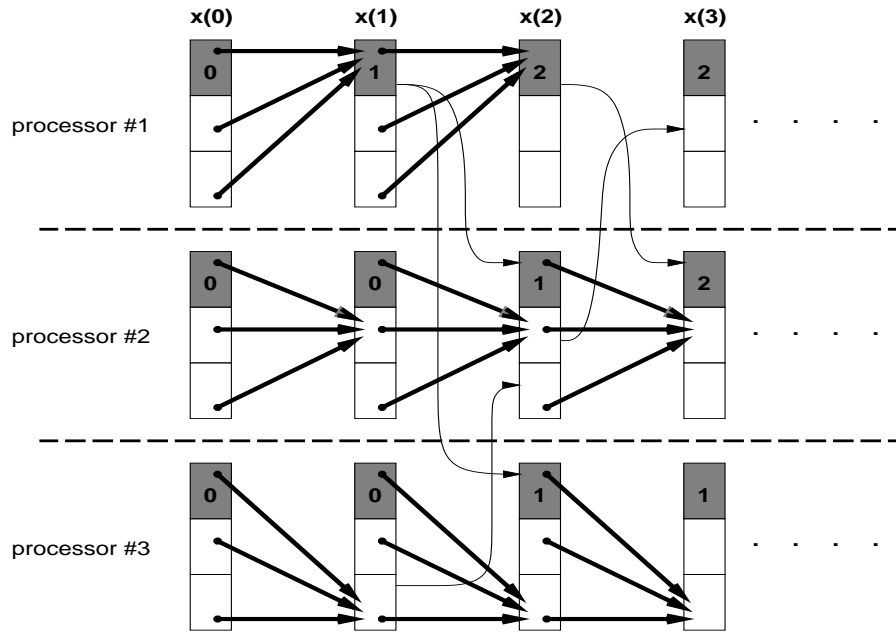 x(0) x(1) x(2) x(3)
0 1 2 2
processor #1 . . . .
0 0 1 2
processor #2 . . . .
0 0 1 1
processor #3 . . . .